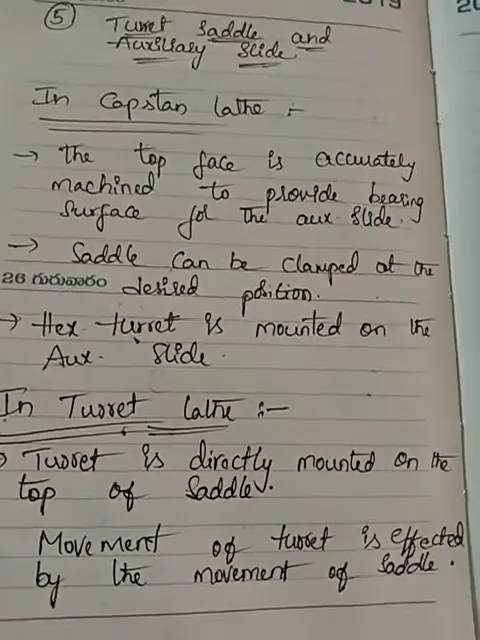 2019
20
5 Turret Saddle and
Auxiliary Slide
In Capstan lathe :-
→ The top face is accurately
machined to provide bearing
surface for the aux. slide.
→ Saddle can be clamped at the
26 గురువారం desired position.
→ Hex. turret is mounted on the
Aux. Slide.
In Turret lathe :-
→ Turret is directly mounted on the
top of Saddle.
Movement of turret is effected
by the movement of Saddle.